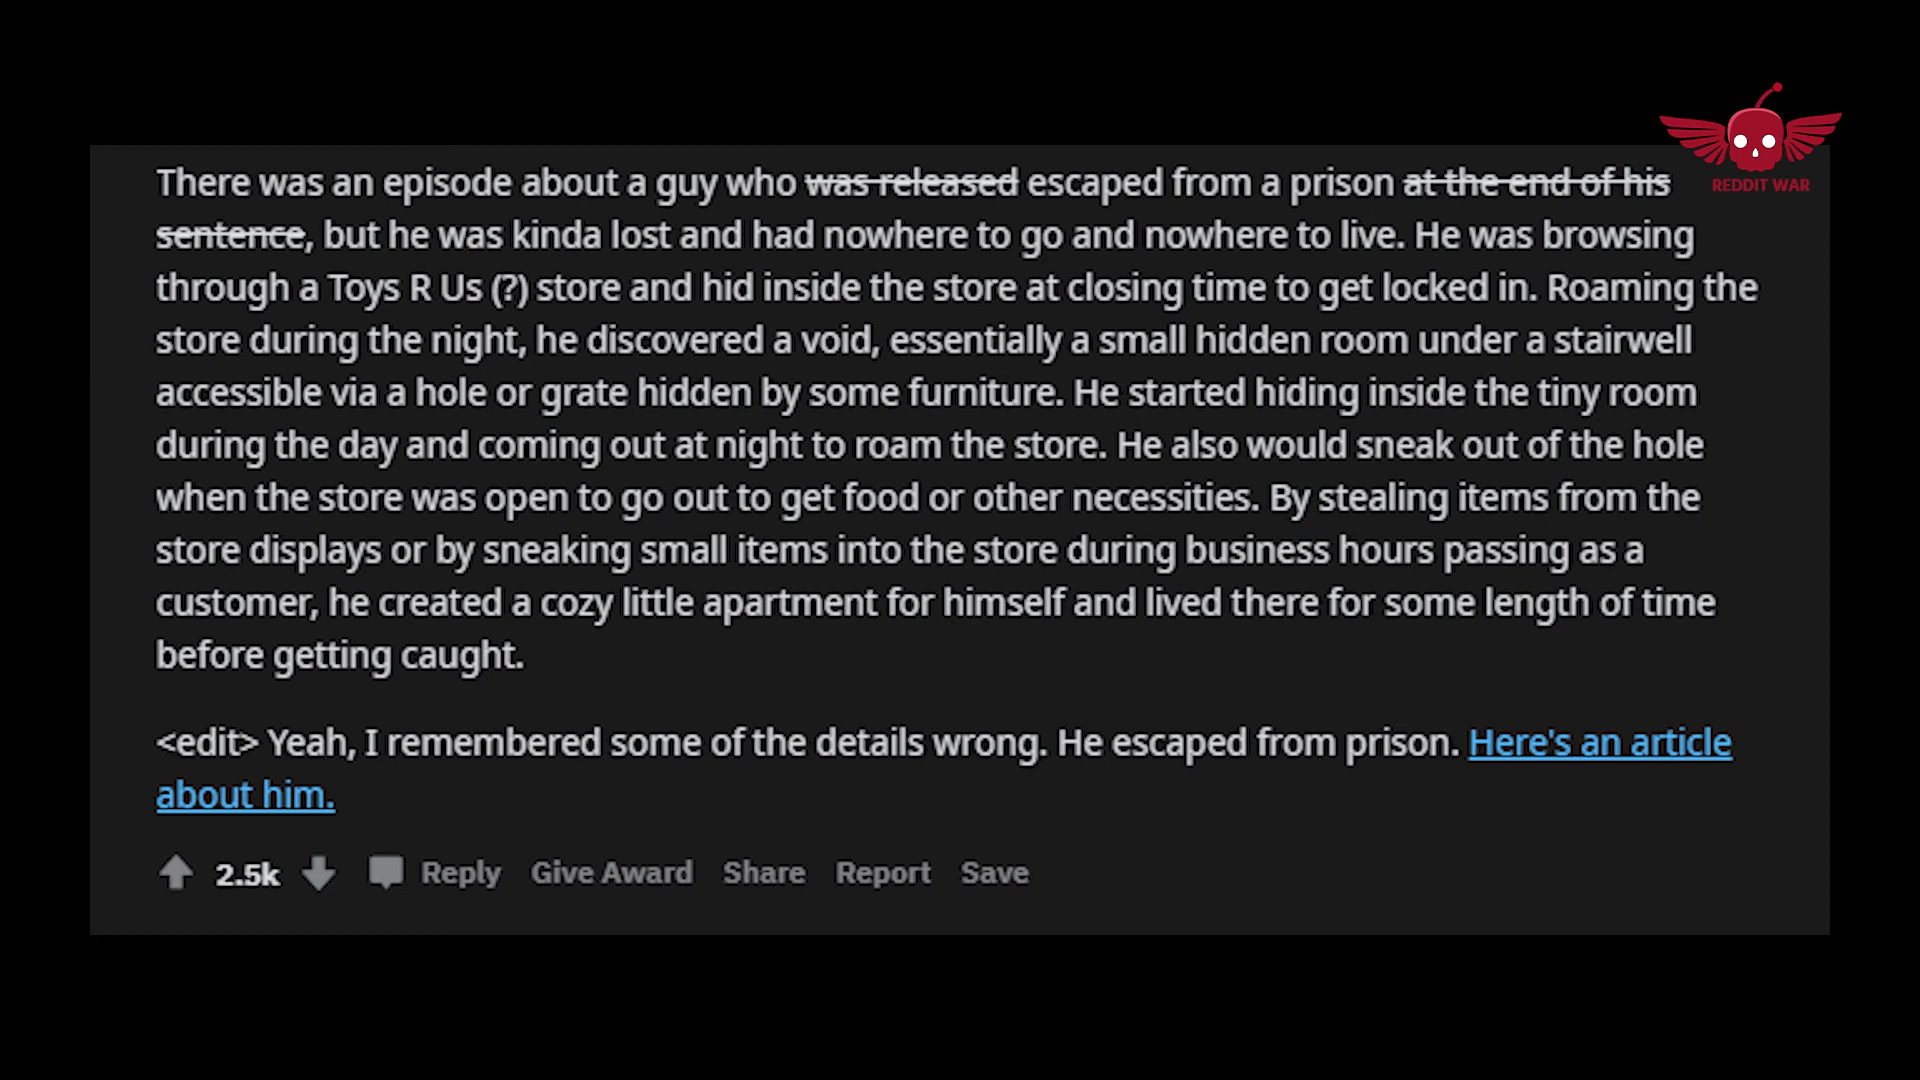 REDDIT WAR
There was an episode about a guy who was released escaped from a prison at the end of his
sentence, but he was kinda lost and had nowhere to go and nowhere to live. He was browsing
through a Toys R Us (?) store and hid inside the store at closing time to get locked in. Roaming the
store during the night, he discovered a void, essentially a small hidden room under a stairwell
accessible via a hole or grate hidden by some furniture. He started hiding inside the tiny room
during the day and coming out at night to roam the store. He also would sneak out of the hole
when the store was open to go out to get food or other necessities. By stealing items from the
store displays or by sneaking small items into the store during business hours passing as a
customer, he created a cozy little apartment for himself and lived there for some length of time
before getting caught.
<edit> Yeah, I remembered some of the details wrong. He escaped from prison. Here's an article
about him.
2.5k Reply Give Award Share Report Save